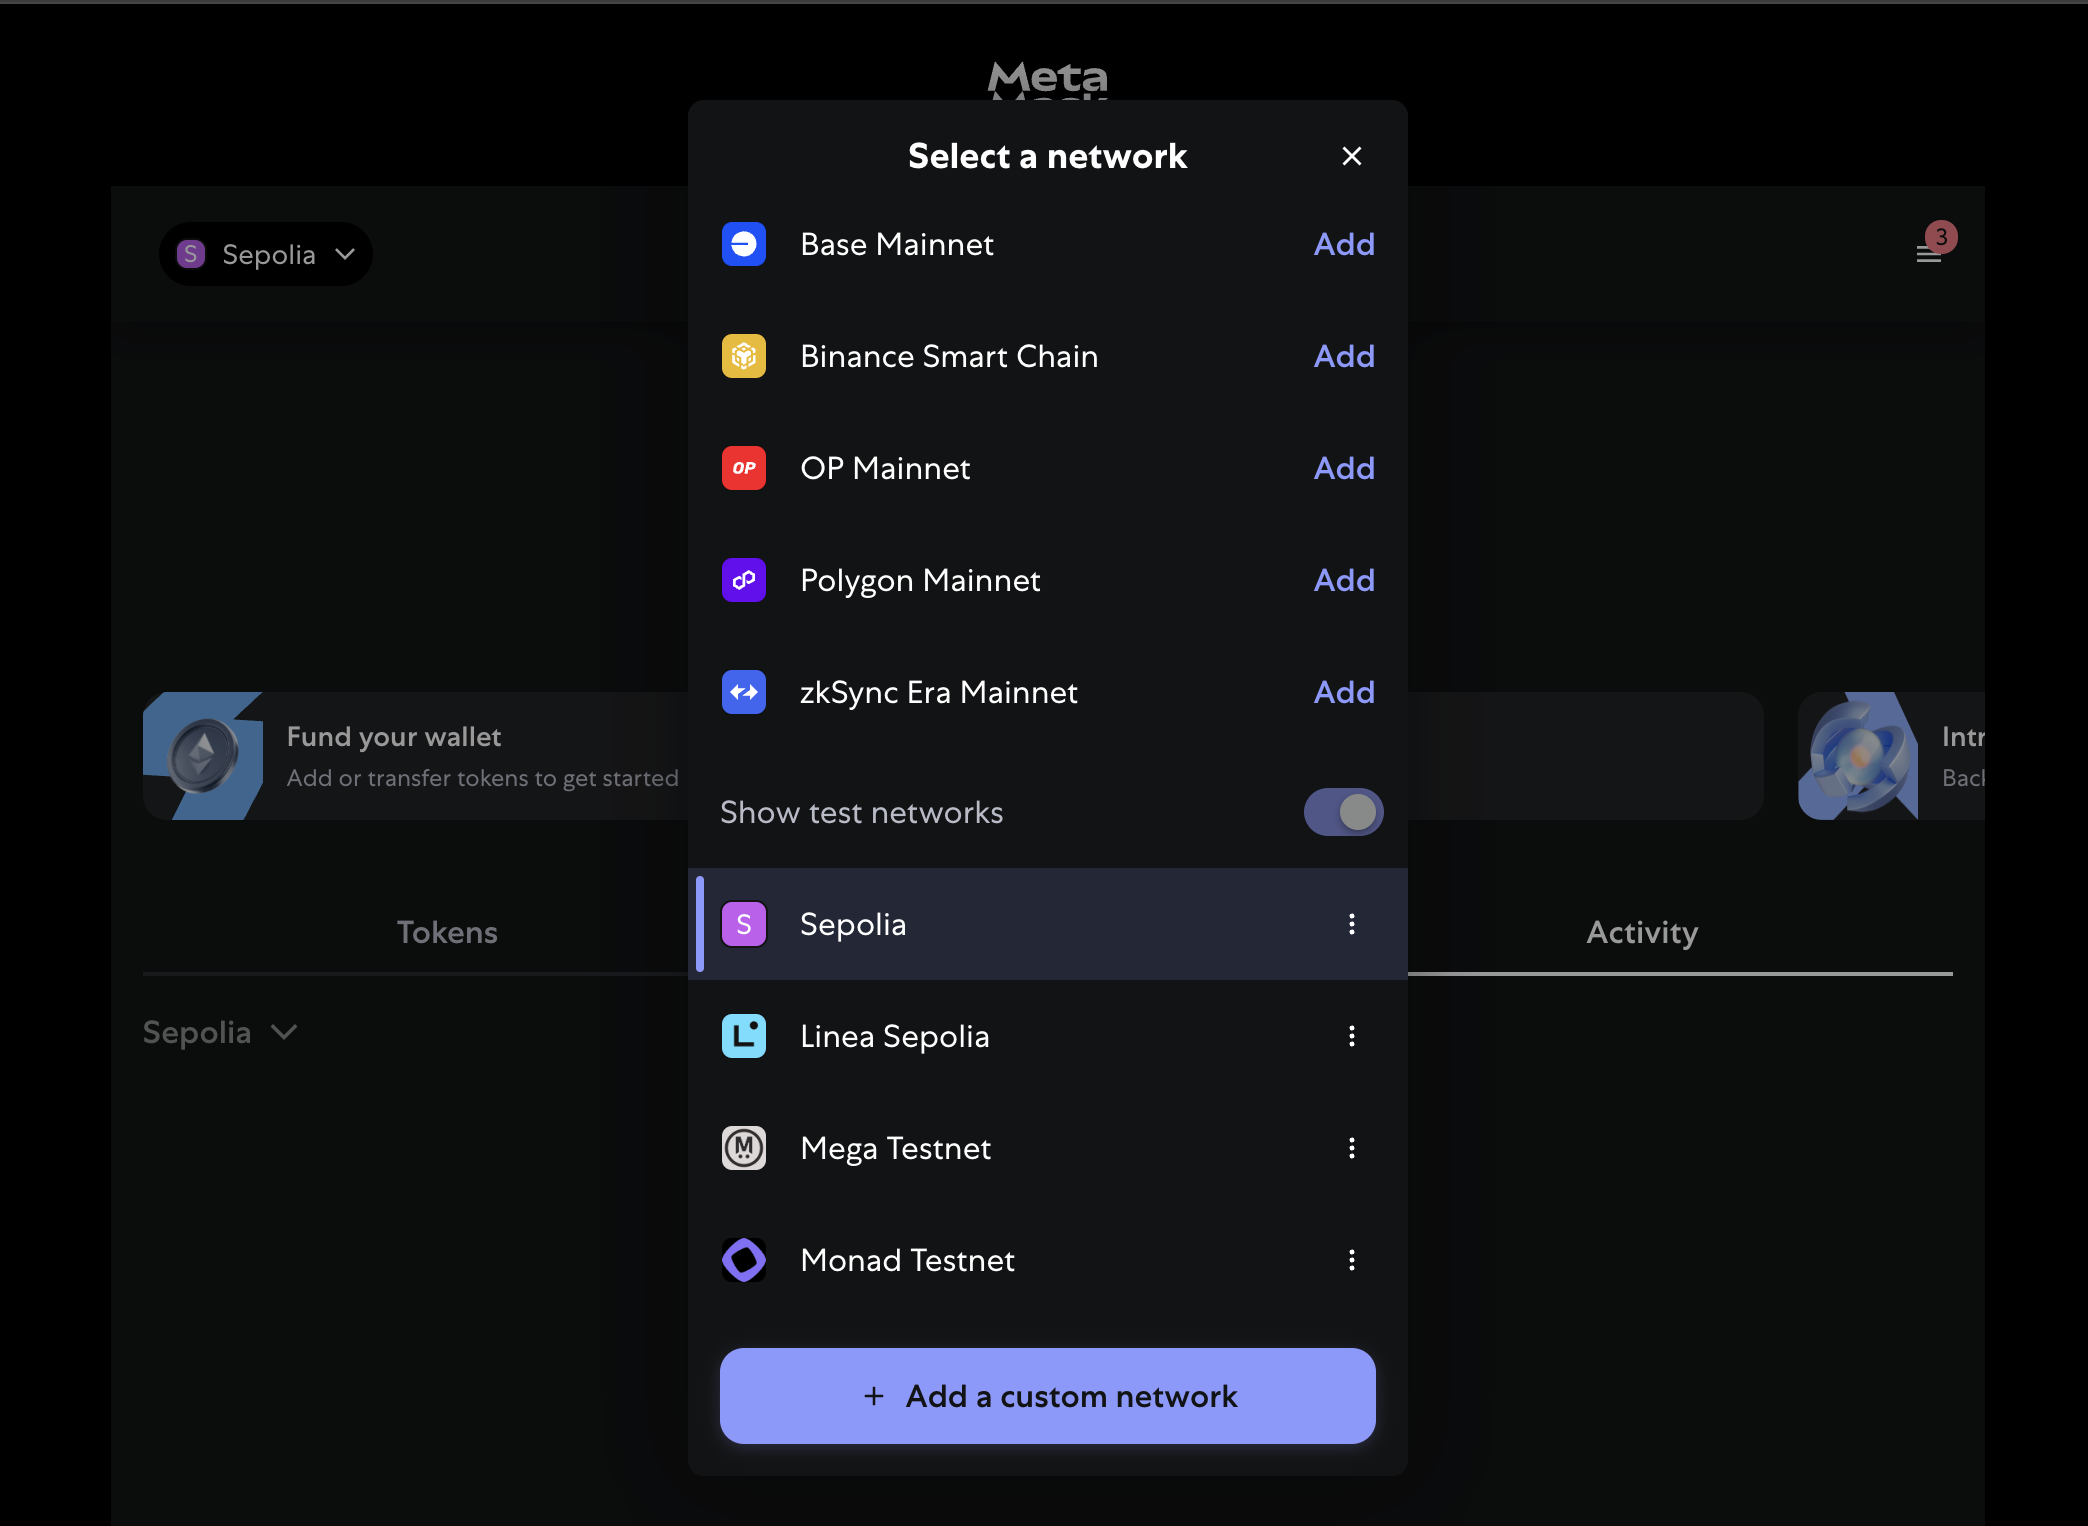 Meta
Select a network
S Sepolia
3
Base Mainnet Add
Binance Smart Chain Add
OP OP Mainnet Add
Polygon Mainnet Add
zkSync Era Mainnet Add
Fund your wallet
Add or transfer tokens to get started
Intr
Back
Show test networks
S Sepolia
Tokens
Activity
Sepolia
L Linea Sepolia
M Mega Testnet
Monad Testnet
+ Add a custom network